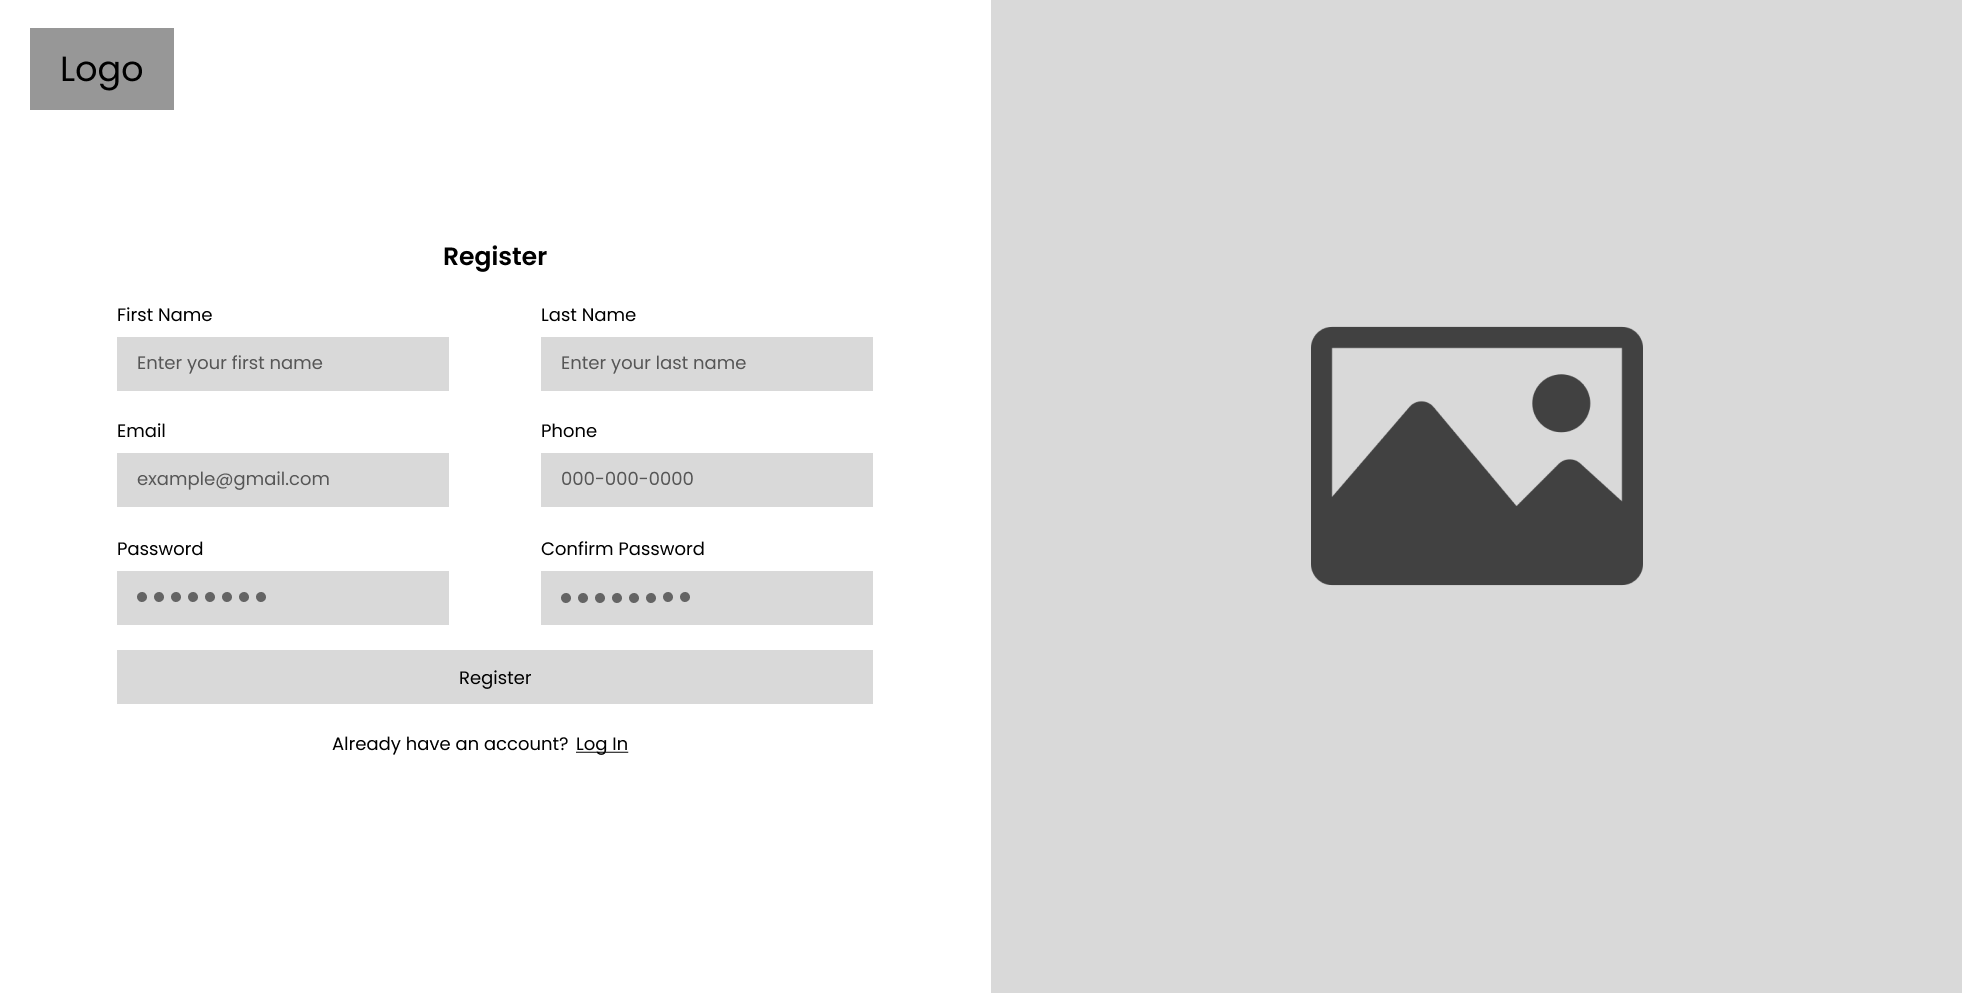 Logo
Register
First Name
Last Name
Enter your first name
Enter your last name
Email
Phone
example@gmail.com
000-000-0000
Password
Confirm Password
Register
Already have an account? Log In